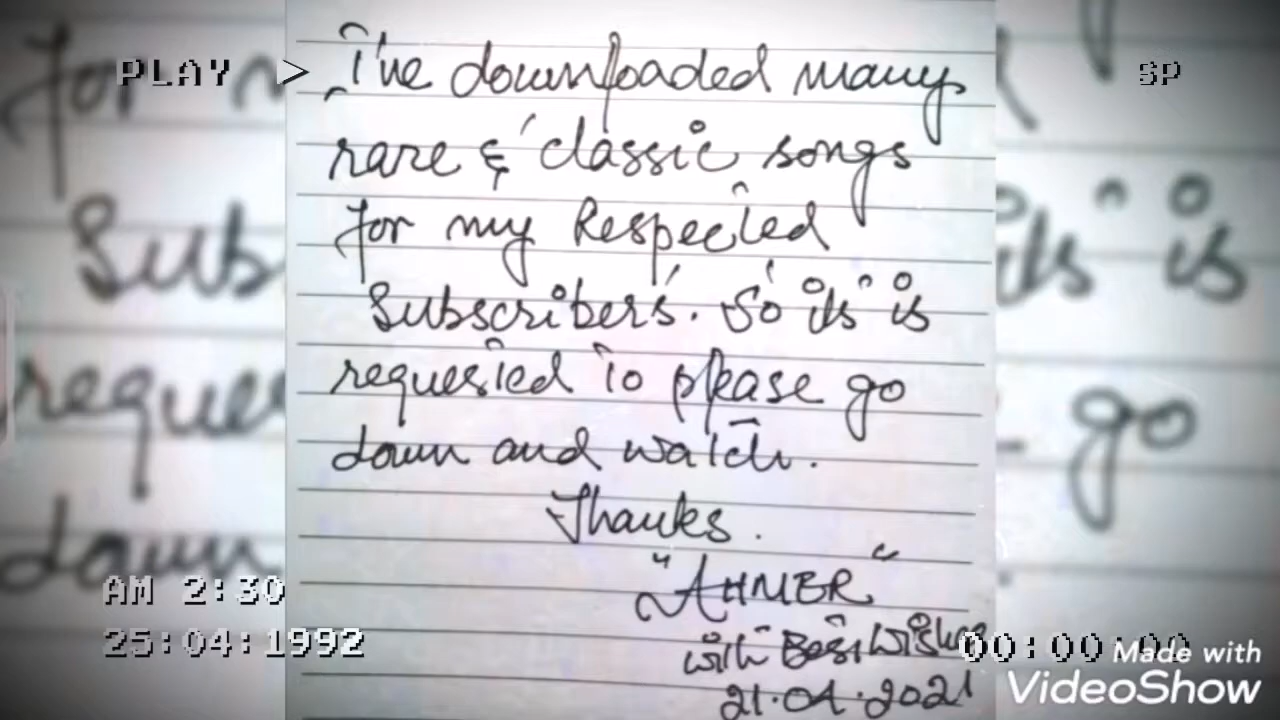 PLAY >
SP
I've downloaded many
rare & classic songs
for my Respected
Subscribers. So its is
requested to please go
down and watch.
Thanks.
"AHMER"
with Best Wishes
21.04.2021
AM 2:30
25:04:1992
00:00:00
Made with
VideoShow